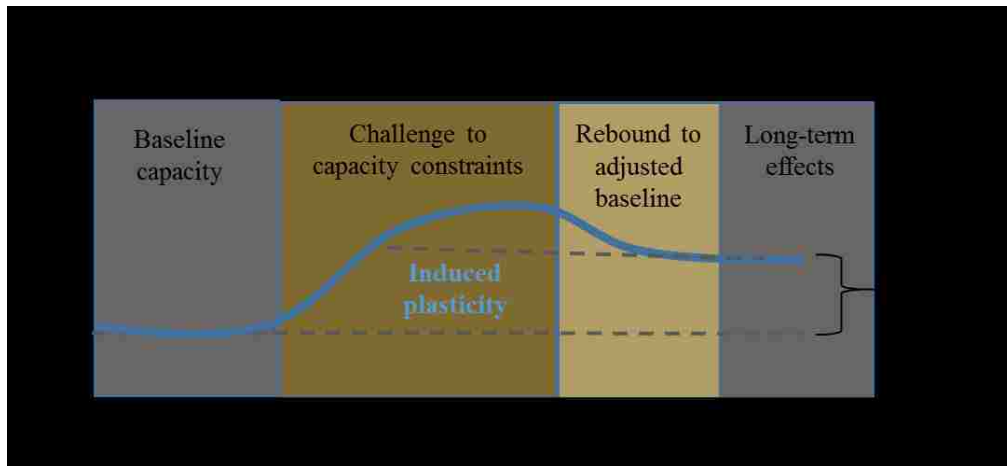 Baseline
capacity
Challenge to
capacity constraints
Rebound to
adjusted
baseline
Long-term
effects
Induced
plasticity